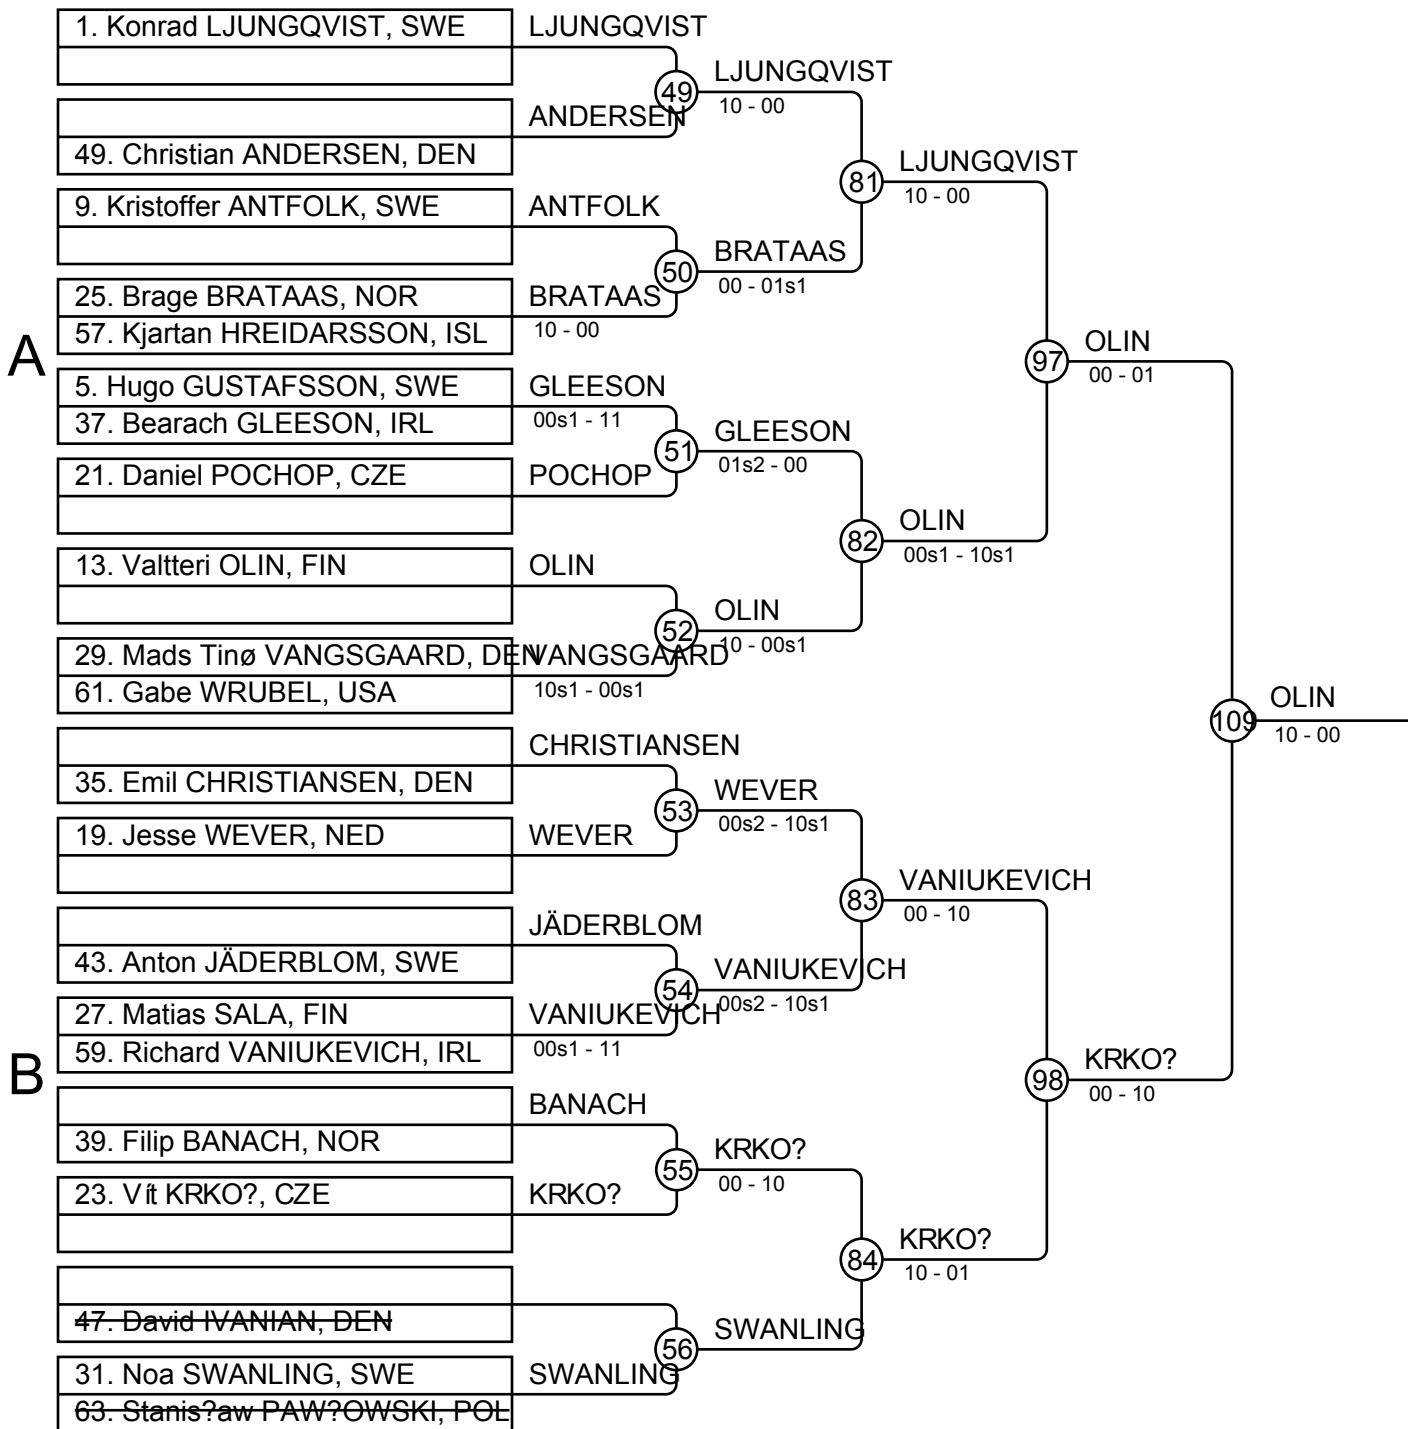 1. Konrad LJUNGQVIST, SWE
49. Christian ANDERSEN, DEN
9. Kristoffer ANTFOLK, SWE
25. Brage BRATAAS, NOR
57. Kjartan HREIDARSSON, ISL
A
5. Hugo GUSTAFSSON, SWE
37. Bearach GLEESON, IRL
21. Daniel POCHOP, CZE
13. Valtteri OLIN, FIN
29. Mads Tinø VANGSGAARD, DEN
61. Gabe WRUBEL, USA
35. Emil CHRISTIANSEN, DEN
19. Jesse WEVER, NED
43. Anton JÄDERBLOM, SWE
27. Matias SALA, FIN
59. Richard VANIUKEVICH, IRL
B
39. Filip BANACH, NOR
23. Vít KRKO?, CZE
47. David IVANIAN, DEN
31. Noa SWANLING, SWE
63. Stanis?aw PAW?OWSKI, POL
LJUNGQVIST
ANDERSEN
ANTFOLK
BRATAAS
10 - 00
GLEESON
00s1 - 11
POCHOP
OLIN
VANGSGAARD
10s1 - 00s1
CHRISTIANSEN
WEVER
JÄDERBLOM
VANIUKEVICH
00s1 - 11
BANACH
KRKO?
SWANLING
49
LJUNGQVIST
10 - 00
50
BRATAAS
00 - 01s1
51
GLEESON
01s2 - 00
52
OLIN
10 - 00s1
53
WEVER
00s2 - 10s1
54
VANIUKEVICH
00s2 - 10s1
55
KRKO?
00 - 10
56
SWANLING
81
LJUNGQVIST
10 - 00
82
OLIN
00s1 - 10s1
83
VANIUKEVICH
00 - 10
84
KRKO?
10 - 01
97
OLIN
00 - 01
98
KRKO?
00 - 10
109
OLIN
10 - 00